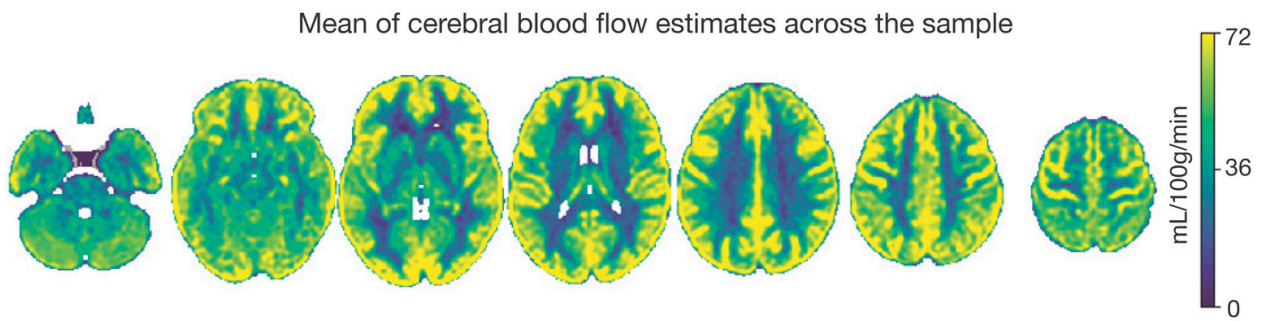 Mean of cerebral blood flow estimates across the sample
72
36
0
mL/100g/min